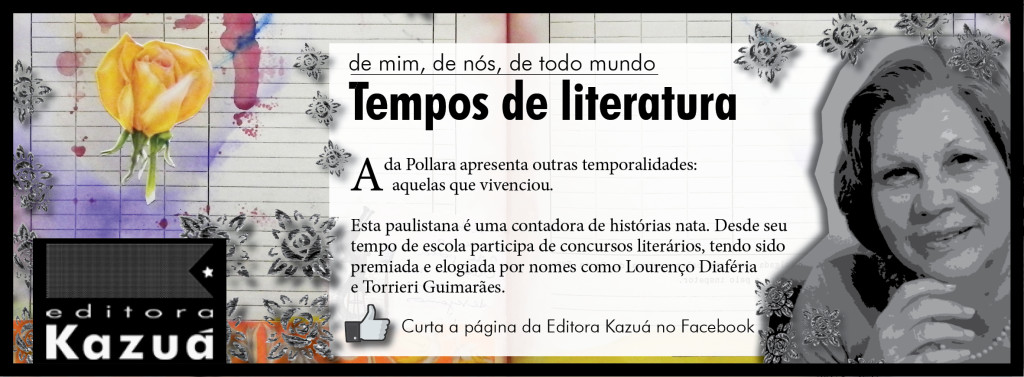 de mim, de nós, de todo mundo
Tempos de literatura
Ada Pollara apresenta outras temporalidades:
aquelas que vivenciou.
Esta paulistana é uma contadora de histórias nata. Desde seu
tempo de escola participa de concursos literários, tendo sido
premiada e elogiada por nomes como Lourenço Diaféria
e Torrieri Guimarães.
Curta a página da Editora Kazuá no Facebook
editora
Kazuá